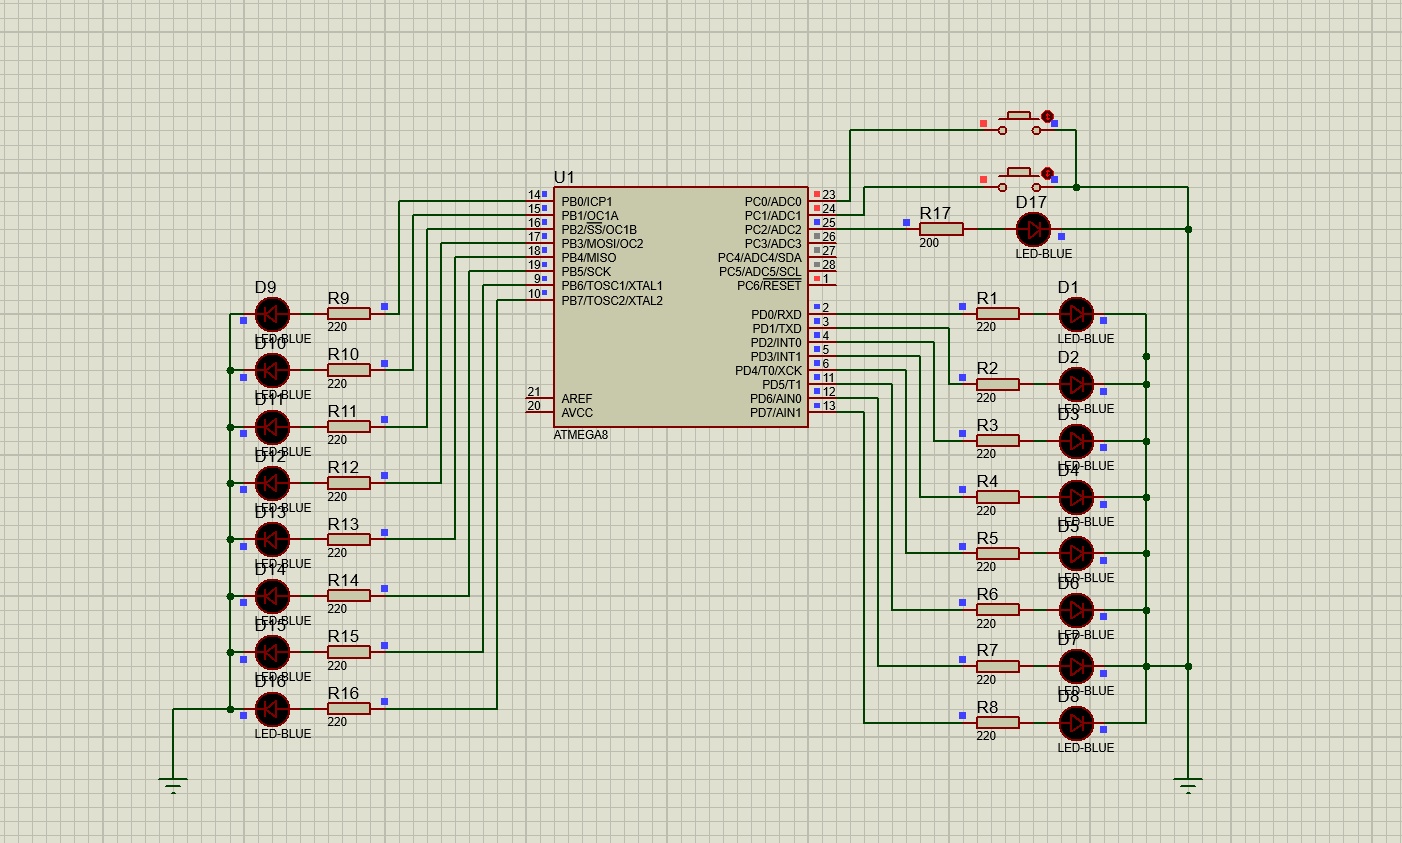 U1
14 PB0/ICP1
15 PB1/OC1A
16 PB2/SS/OC1B
17 PB3/MOSI/OC2
18 PB4/MISO
19 PB5/SCK
9 PB6/TOSC1/XTAL1
10 PB7/TOSC2/XTAL2
21 AREF
20 AVCC
PC0/ADC0 23
PC1/ADC1 24
PC2/ADC2 25
PC3/ADC3 26
PC4/ADC4/SDA 27
PC5/ADC5/SCL 28
PC6/RESET 1
PD0/RXD 2
PD1/TXD 3
PD2/INT0 4
PD3/INT1 5
PD4/T0/XCK 6
PD5/T1 11
PD6/AIN0 12
PD7/AIN1 13
ATMEGA8
D9 R9
220
LED-BLUE
D10 R10
220
LED-BLUE
D11 R11
220
LED-BLUE
D12 R12
220
LED-BLUE
D13 R13
220
LED-BLUE
D14 R14
220
LED-BLUE
D15 R15
220
LED-BLUE
D16 R16
220
LED-BLUE
R17 D17
200
LED-BLUE
R1 D1
220
LED-BLUE
R2 D2
220
LED-BLUE
R3 D3
220
LED-BLUE
R4 D4
220
LED-BLUE
R5 D5
220
LED-BLUE
R6 D6
220
LED-BLUE
R7 D7
220
LED-BLUE
R8 D8
220
LED-BLUE